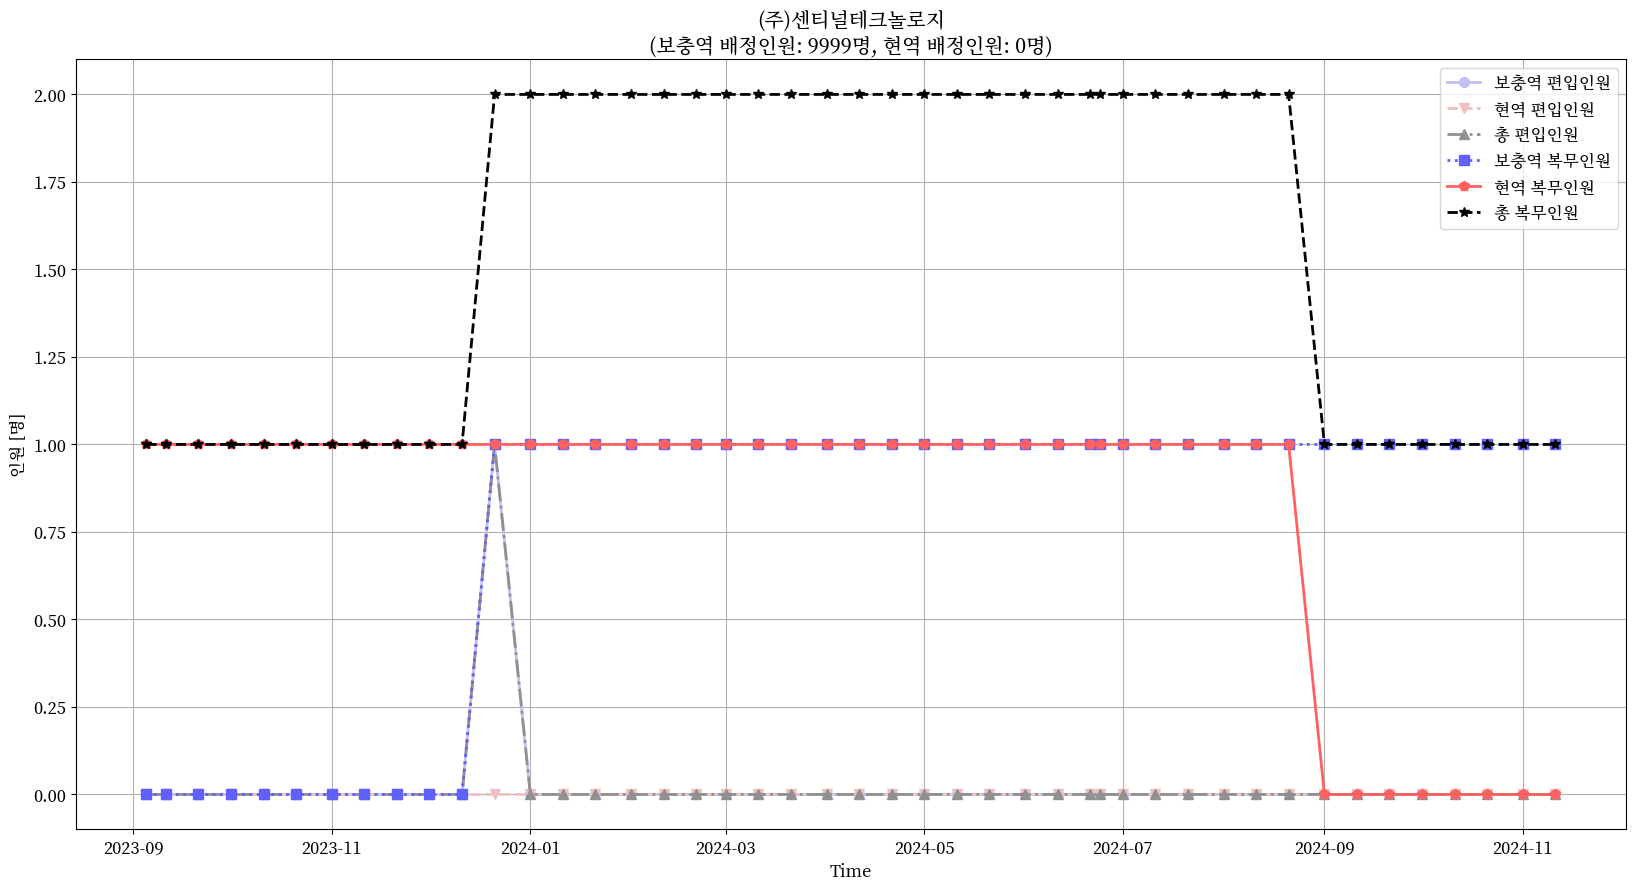 (주)센티널테크놀로지
(보충역 배정인원: 9999명, 현역 배정인원: 0명)
보충역 편입인원
현역 편입인원
총 편입인원
보충역 복무인원
현역 복무인원
총 복무인원
인원 [명]
2.00
1.75
1.50
1.25
1.00
0.75
0.50
0.25
0.00
2023-09 2023-11 2024-01 2024-03 2024-05 2024-07 2024-09 2024-11
Time